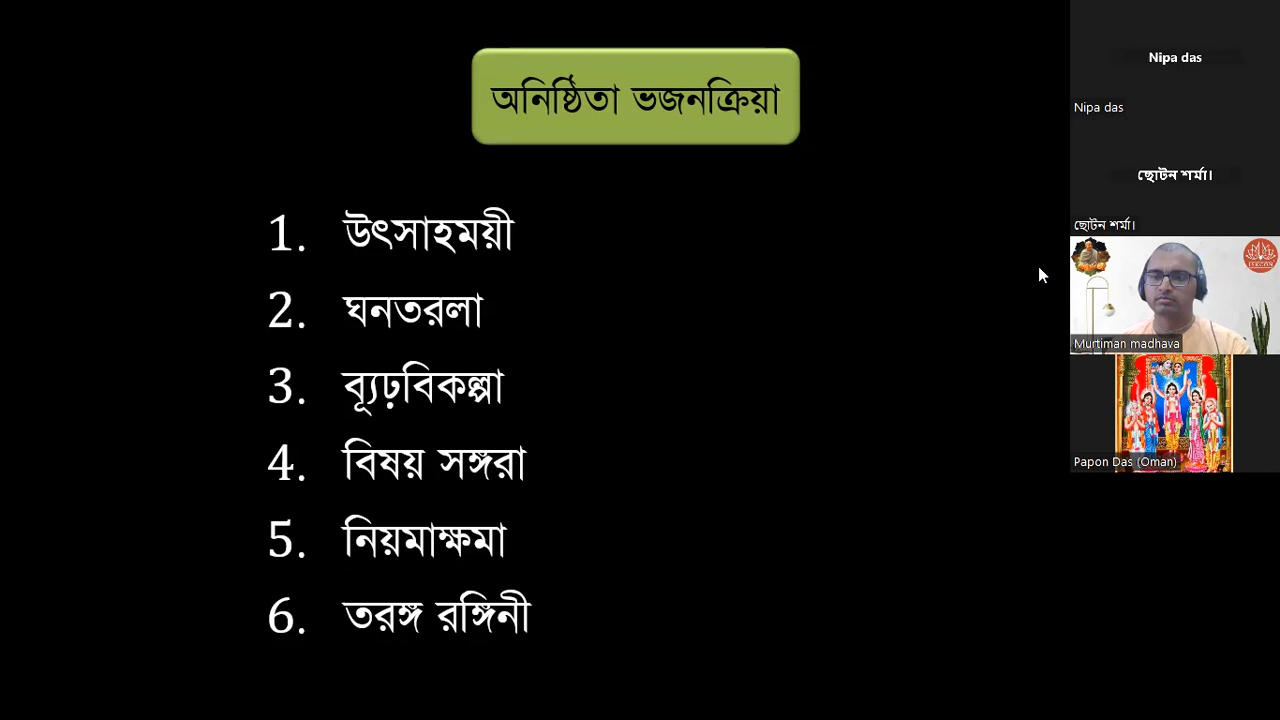 অনিষ্ঠিতা ভজনক্রিয়া
1. উৎসাহময়ী
2. ঘনতরলা
3. ব্যূঢ়বিকল্পা
4. বিষয় সঙ্গরা
5. নিয়মাক্ষমা
6. তরঙ্গ রঙ্গিনী
Nipa das
Nipa das
ছোটন শর্মা।
ছোটন শর্মা।
ISKCON
Murtiman madhava
Papon Das (Oman)